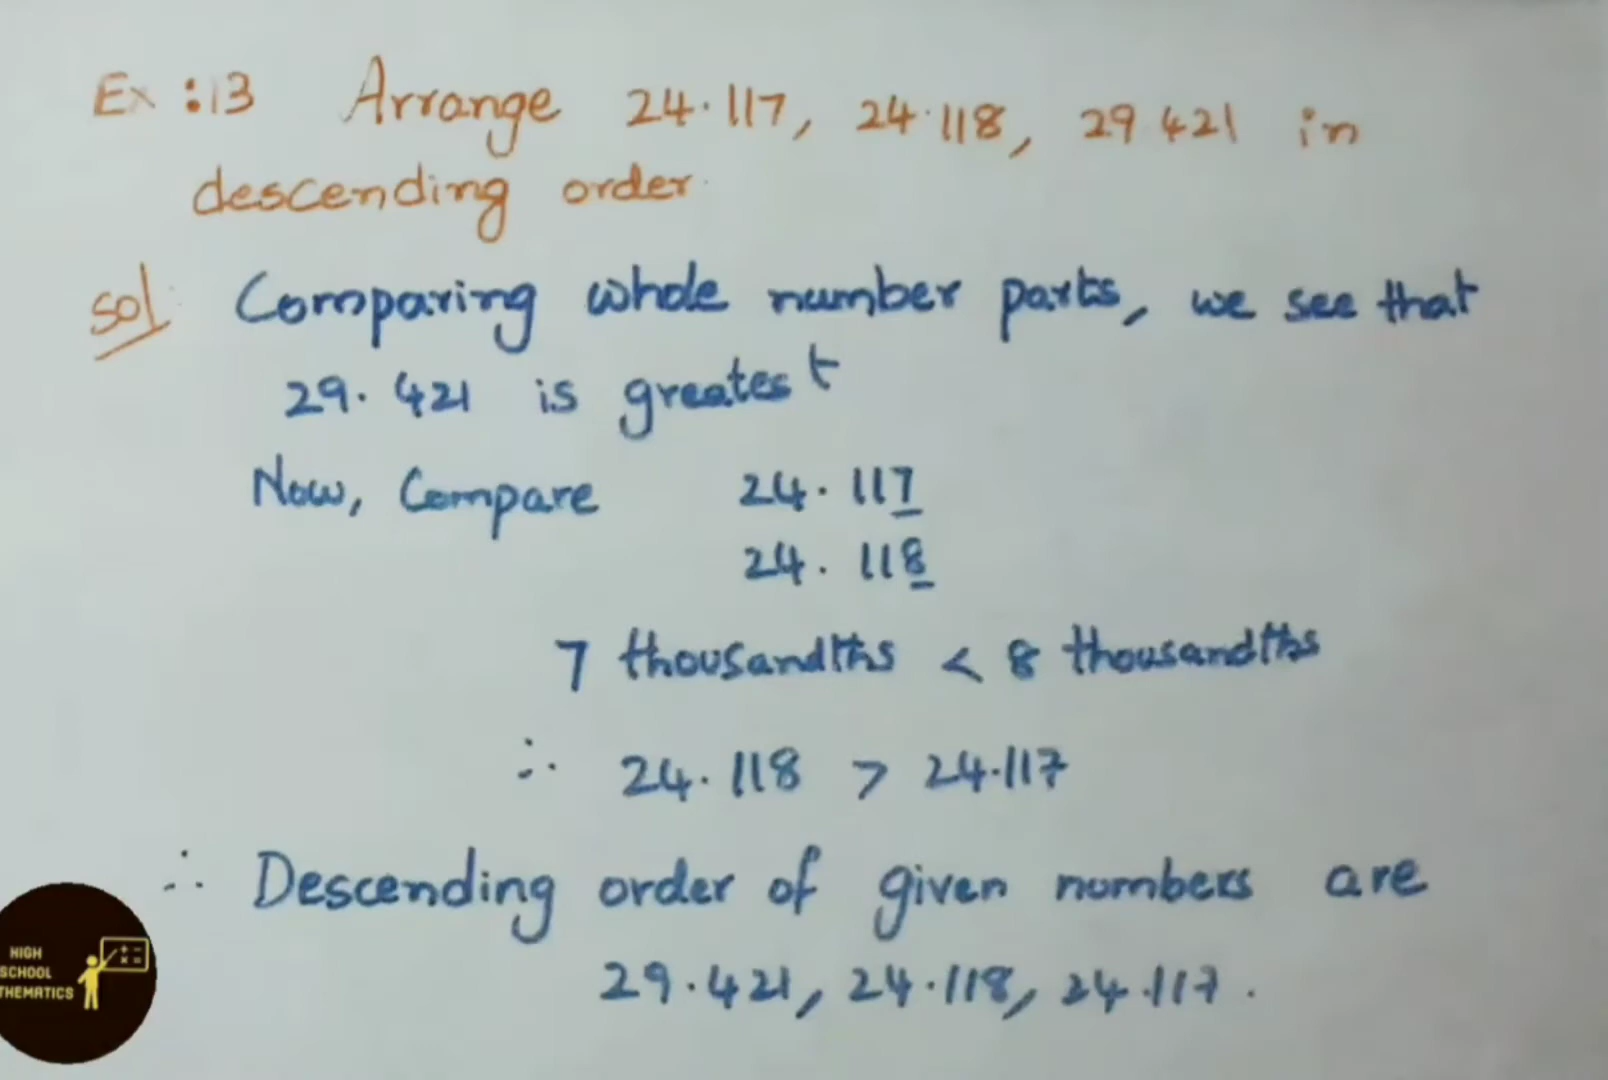 Ex :13 Arrange 24.117, 24.118, 29.421 in
descending order.
Sol: Comparing whole number parts, we see that
29.421 is greatest
Now, Compare 24.117
24.118
7 thousandths < 8 thousandths
∴ 24.118 > 24.117
∴ Descending order of given numbers are
29.421, 24.118, 24.117.
HIGH
SCHOOL
THEMATICS